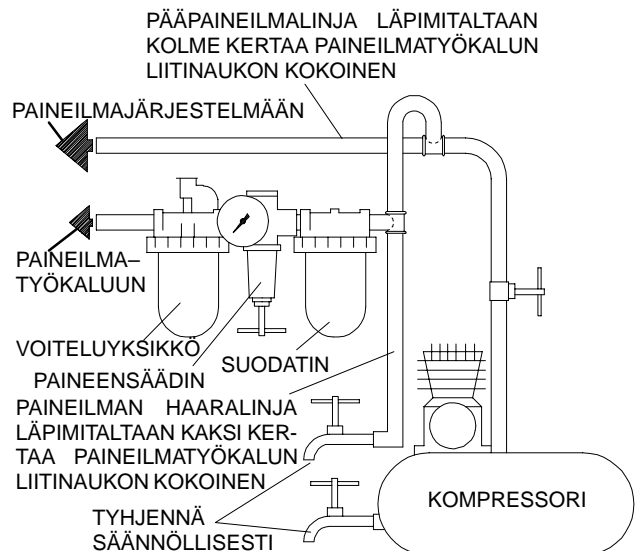 PÄÄPAINEILMALINJA LÄPIMITALTAAN
KOLME KERTAA PAINEILMATYÖKALUN
LIITINAUKON KOKOINEN
PAINEILMAJÄRJESTELMÄÄN
PAINEILMA–
TYÖKALUUN
VOITELUYKSIKKÖ
SUODATIN
PAINEENSÄÄDIN
PAINEILMAN HAARALINJA
LÄPIMITALTAAN KAKSI KER-
TAA PAINEILMATYÖKALUN
LIITINAUKON KOKOINEN
KOMPRESSORI
TYHJENNÄ
SÄÄNNÖLLISESTI